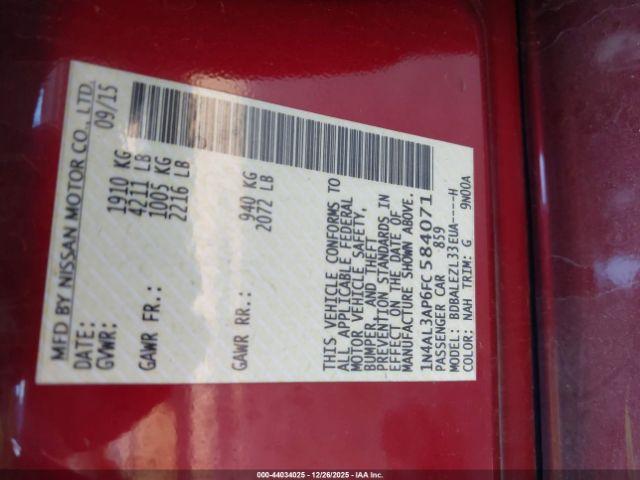 MFD BY NISSAN MOTOR CO., LTD.
DATE: 09/15
GVWR: 1910 KG
4211 LB
GAWR FR.: 1005 KG
2216 LB
GAWR RR.: 940 KG
2072 LB
THIS VEHICLE CONFORMS TO
ALL APPLICABLE FEDERAL
MOTOR VEHICLE SAFETY,
BUMPER, AND THEFT
PREVENTION STANDARDS IN
EFFECT ON THE DATE OF
MANUFACTURE SHOWN ABOVE.
1N4AL3AP6FC584071
PASSENGER CAR 859
MODEL: BDBALEZL33EUA----H
COLOR: NAH TRIM: G 9N00A
000-44034025 | 12/26/2025 | IAA Inc.